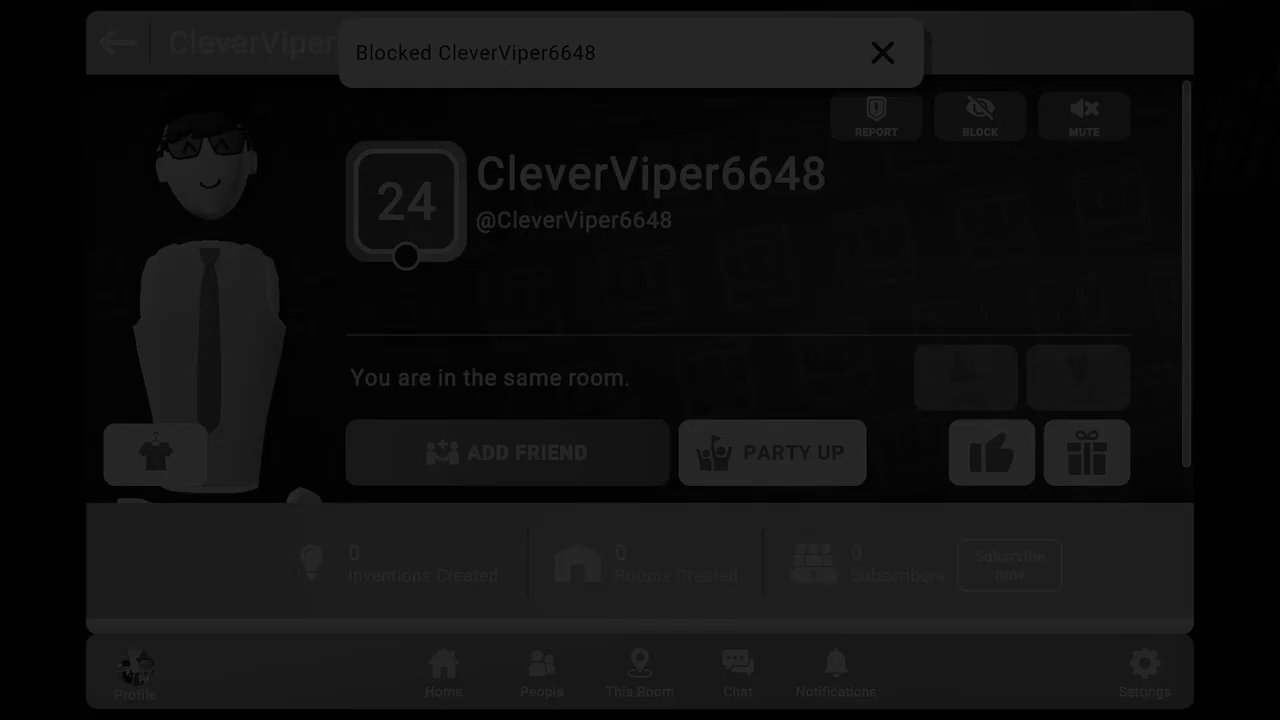 CleverViper
Blocked CleverViper6648
REPORT
BLOCK
MUTE
24
CleverViper6648
@CleverViper6648
You are in the same room.
ADD FRIEND
PARTY UP
0
Inventions Created
0
Rooms Created
0
Subscribers
Subscribe
now
Profile
Home
People
This Room
Chat
Notifications
Settings